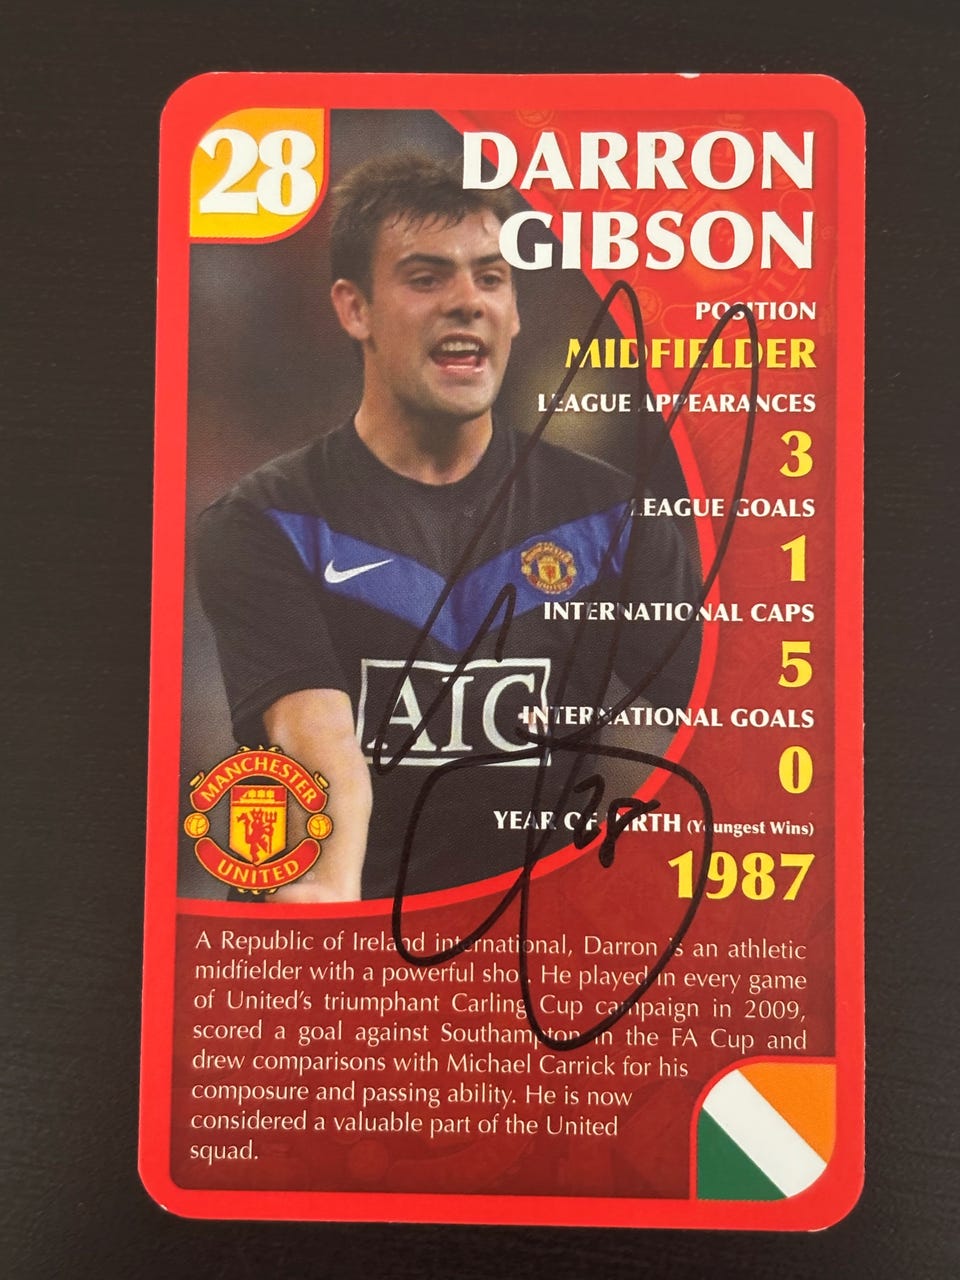 28
DARRON
GIBSON
POSITION
MIDFIELDER
LEAGUE APPEARANCES
3
LEAGUE GOALS
1
INTERNATIONAL CAPS
5
AIG
INTERNATIONAL GOALS
0
YEAR OF BIRTH (Youngest Wins)
1987
28
MANCHESTER
UNITED
A Republic of Ireland international, Darron is an athletic
midfielder with a powerful shot. He played in every game
of United's triumphant Carling Cup campaign in 2009,
scored a goal against Southampton in the FA Cup and
drew comparisons with Michael Carrick for his
composure and passing ability. He is now
considered a valuable part of the United
squad.